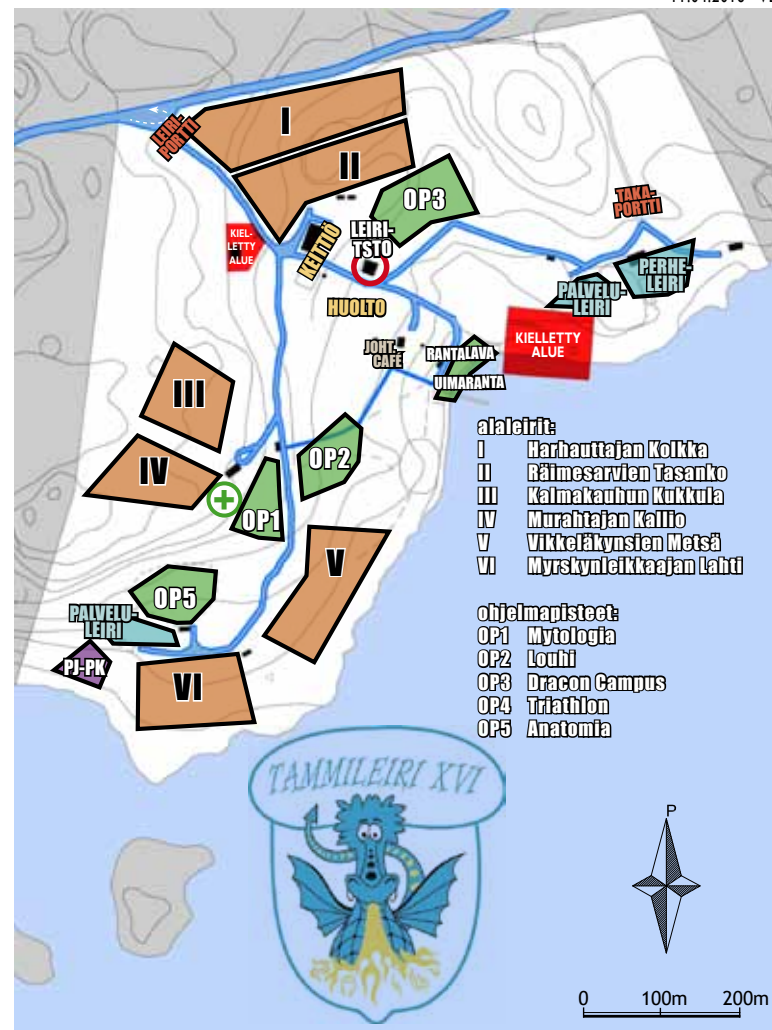 I
LEIRI-
PORTTI
II
OP3
TAKA-
PORTTI
KIEL-
LETTY
ALUE
KEITTIÖ
LEIRI-
TSTO
PERHE-
LEIRI
PALVELU-
LEIRI
HUOLTO
KIELLETTY
ALUE
JOHT.
CAFÉ
RANTALAVA
UIMARANTA
III
IV
OP2
OP1
V
OP5
PALVELU-
LEIRI
PJ-PK
VI
alaleirit:
I Harhauttajan Kolkka
II Räimesarvien Tasanko
III Kalmakauhun Kukkula
IV Murahtajan Kallio
V Vikkeläkynsien Metsä
VI Myrskynleikkaajan Lahti
ohjelmapisteet:
OP1 Mytologia
OP2 Louhi
OP3 Dracon Campus
OP4 Triathlon
OP5 Anatomia
TAMMILEIRI XVI
P
0 100m 200m